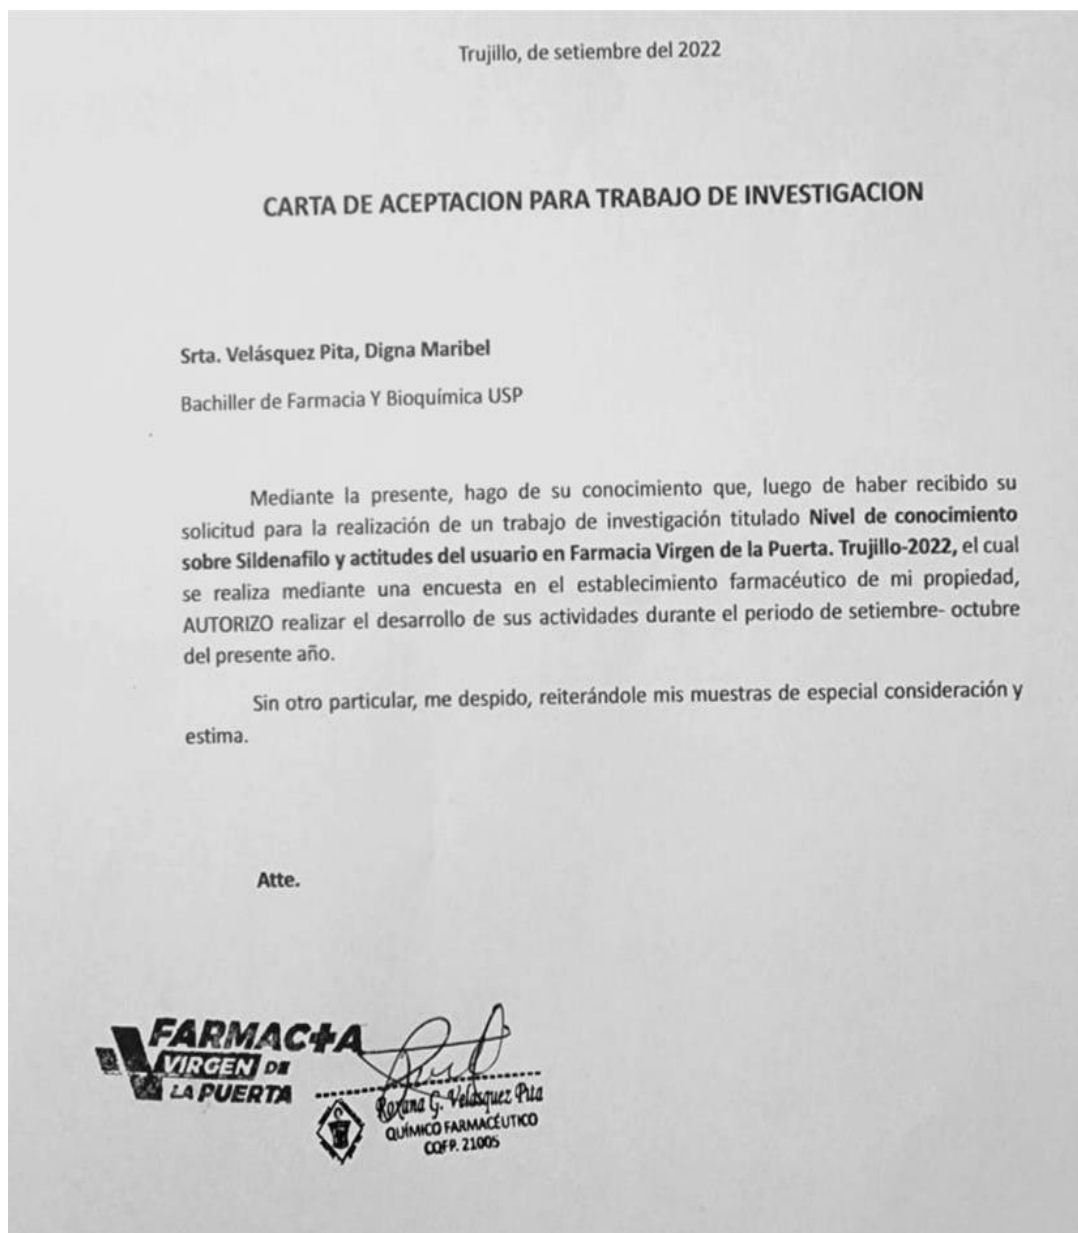 Trujillo, de setiembre del 2022
CARTA DE ACEPTACION PARA TRABAJO DE INVESTIGACION
Srta. Velásquez Pita, Digna Maribel
Bachiller de Farmacia Y Bioquímica USP
Mediante la presente, hago de su conocimiento que, luego de haber recibido su
solicitud para la realización de un trabajo de investigación titulado Nivel de conocimiento
sobre Sildenafilo y actitudes del usuario en Farmacia Virgen de la Puerta. Trujillo-2022, el cual
se realiza mediante una encuesta en el establecimiento farmacéutico de mi propiedad,
AUTORIZO realizar el desarrollo de sus actividades durante el periodo de setiembre- octubre
del presente año.
Sin otro particular, me despido, reiterándole mis muestras de especial consideración y
estima.
Atte.
FARMACIA
VIRGEN DE
LA PUERTA
Roxana G. Velásquez Pita
QUÍMICO FARMACÉUTICO
CQFP. 21005